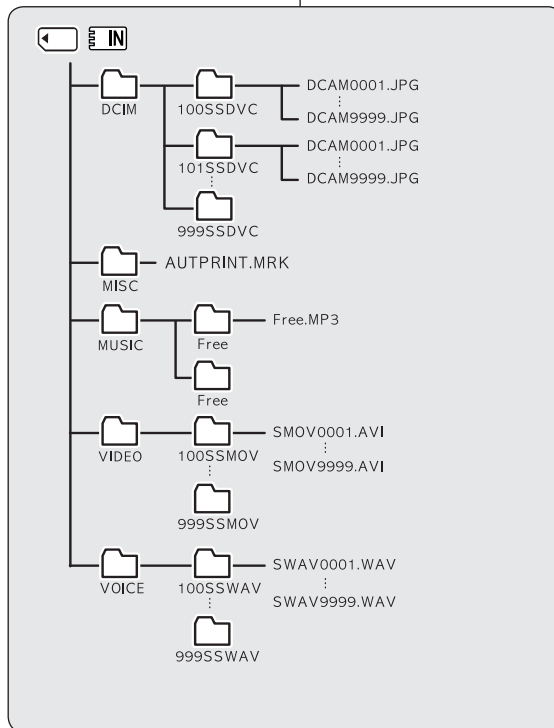 IN
DCIM
100SSDVC
DCAM0001.JPG
DCAM9999.JPG
101SSDVC
DCAM0001.JPG
DCAM9999.JPG
999SSDVC
MISC
AUTPRINT.MRK
MUSIC
Free
Free.MP3
Free
VIDEO
100SSMOV
SMOV0001.AVI
SMOV9999.AVI
999SSMOV
VOICE
100SSWAV
SWAV0001.WAV
SWAV9999.WAV
999SSWAV